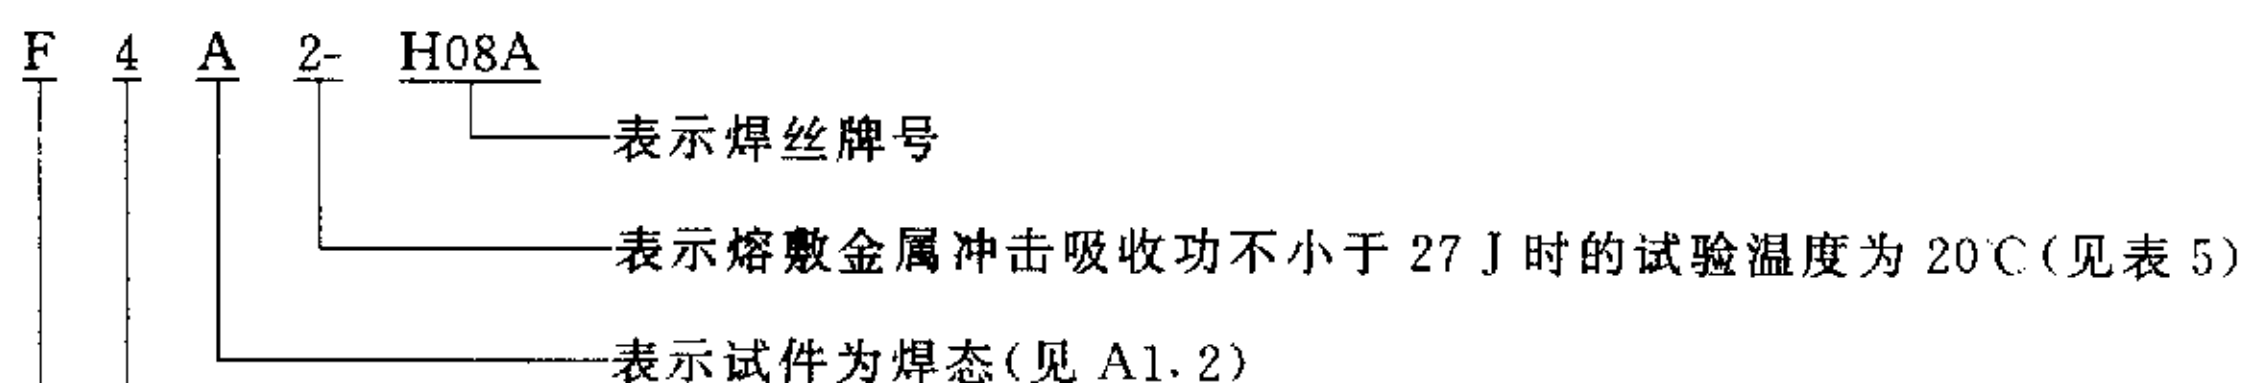 F 4 A 2- H08A
表示焊丝牌号
表示熔敷金属冲击吸收功不小于 27 J 时的试验温度为 20℃(见表 5)
表示试件为焊态(见 A1.2)